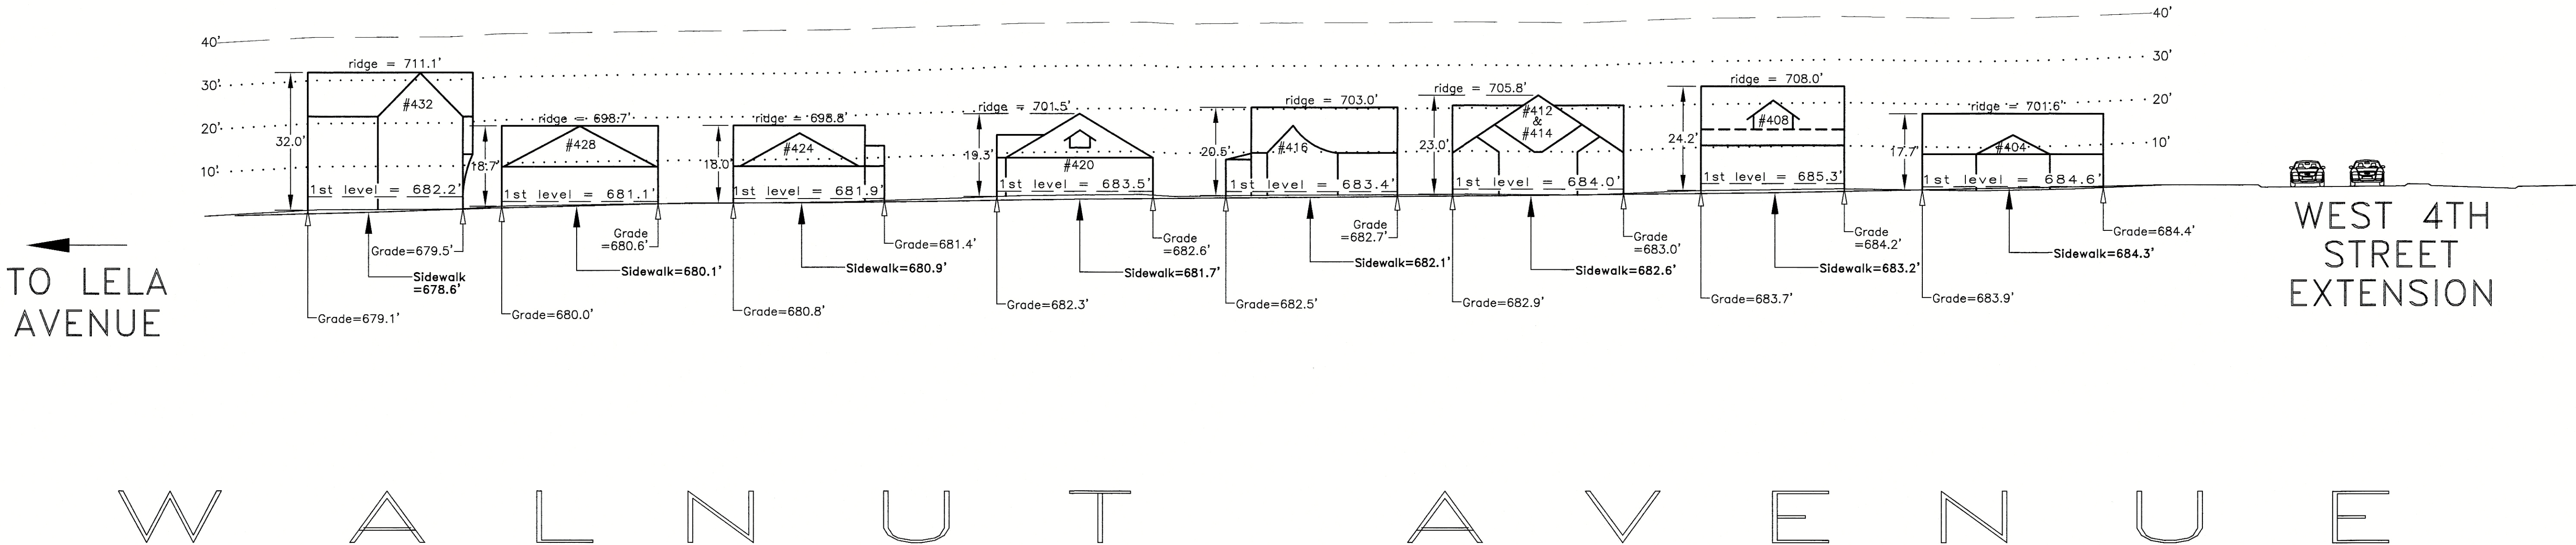 40'
30'
20'
10'
40'
30'
20'
10'
ridge = 711.1'
#432
32.0'
1st level = 682.2'
Grade=679.5'
Sidewalk
=678.6'
Grade=679.1'
ridge = 698.7'
#428
18.7'
1st level = 681.1'
Grade
=680.6'
Sidewalk=680.1'
Grade=680.0'
ridge = 698.8'
#424
18.0'
1st level = 681.9'
Grade=681.4'
Sidewalk=680.9'
Grade=680.8'
ridge = 701.5'
19.3'
#420
1st level = 683.5'
Grade
=682.6'
Sidewalk=681.7'
Grade=682.3'
ridge = 703.0'
20.5'
#416
1st level = 683.4'
Grade
=682.7'
Sidewalk=682.1'
Grade=682.5'
ridge = 705.8'
#412
&
#414
23.0'
1st level = 684.0'
Grade
=683.0'
Sidewalk=682.6'
Grade=682.9'
ridge = 708.0'
#408
24.2'
1st level = 685.3'
Grade
=684.2'
Sidewalk=683.2'
Grade=683.7'
ridge = 701.6'
17.7'
#404
1st level = 684.6'
Grade=684.4'
Sidewalk=684.3'
Grade=683.9'
TO LELA
AVENUE
WEST 4TH
STREET
EXTENSION
WALNUT AVENUE